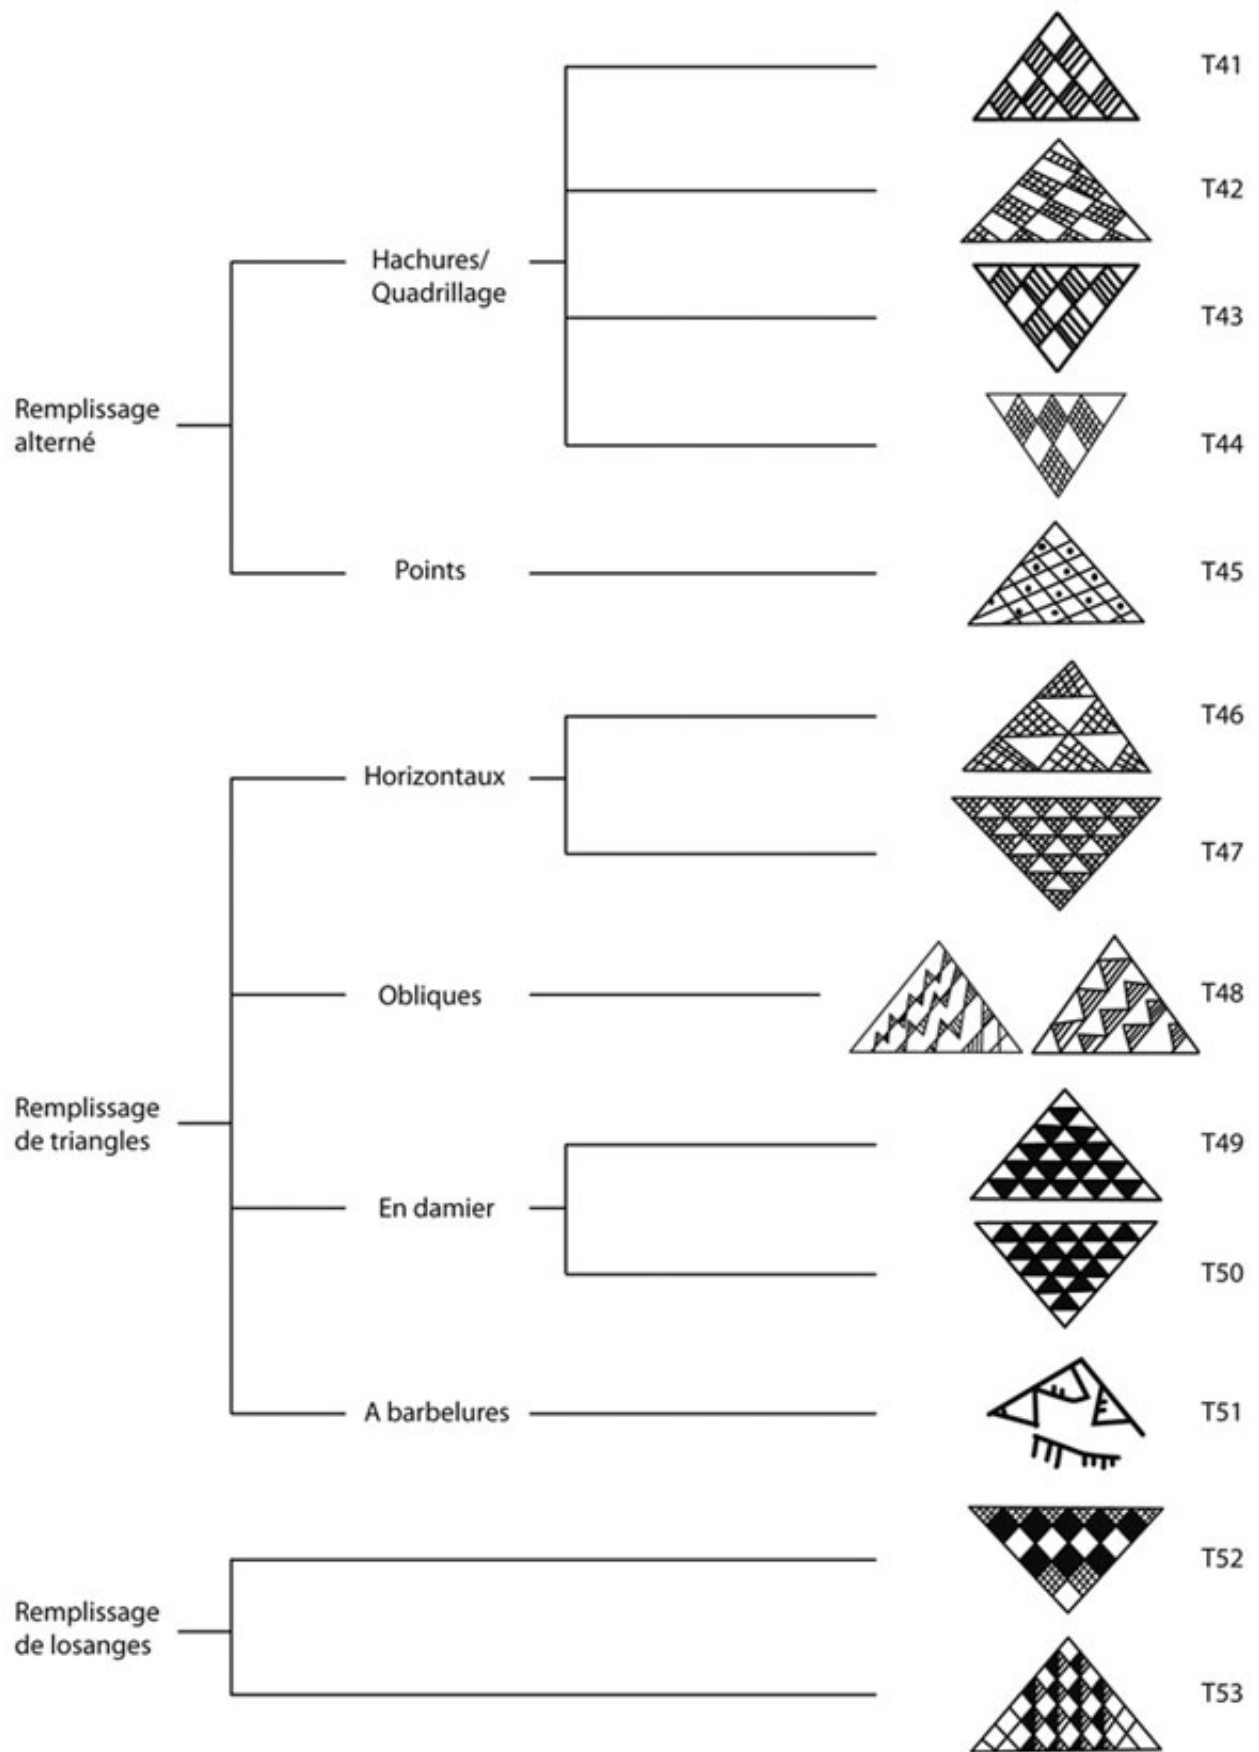 T41
T42
Hachures/
Quadrillage
T43
Remplissage
alterné
T44
Points
T45
T46
Horizontaux
T47
Obliques
T48
Remplissage
de triangles
T49
En damier
T50
A barbelures
T51
T52
Remplissage
de losanges
T53